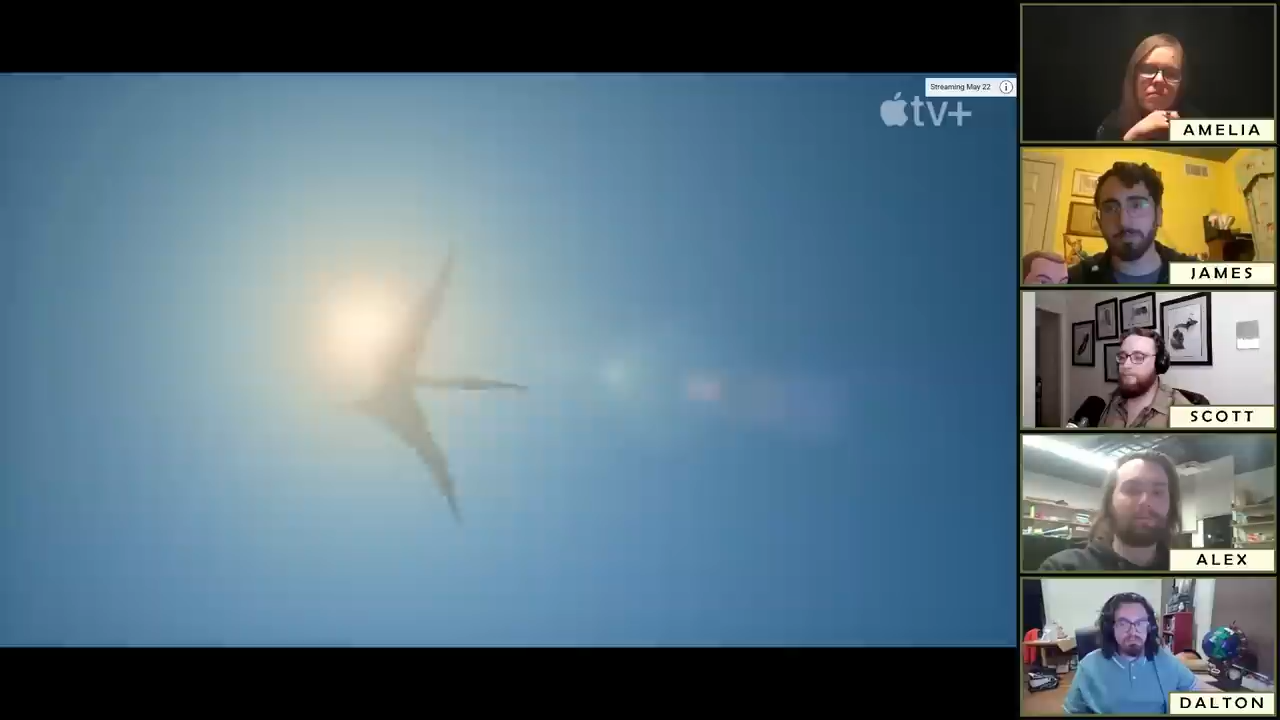 Streaming May 22
tv+
AMELIA
JAMES
SCOTT
ALEX
DALTON